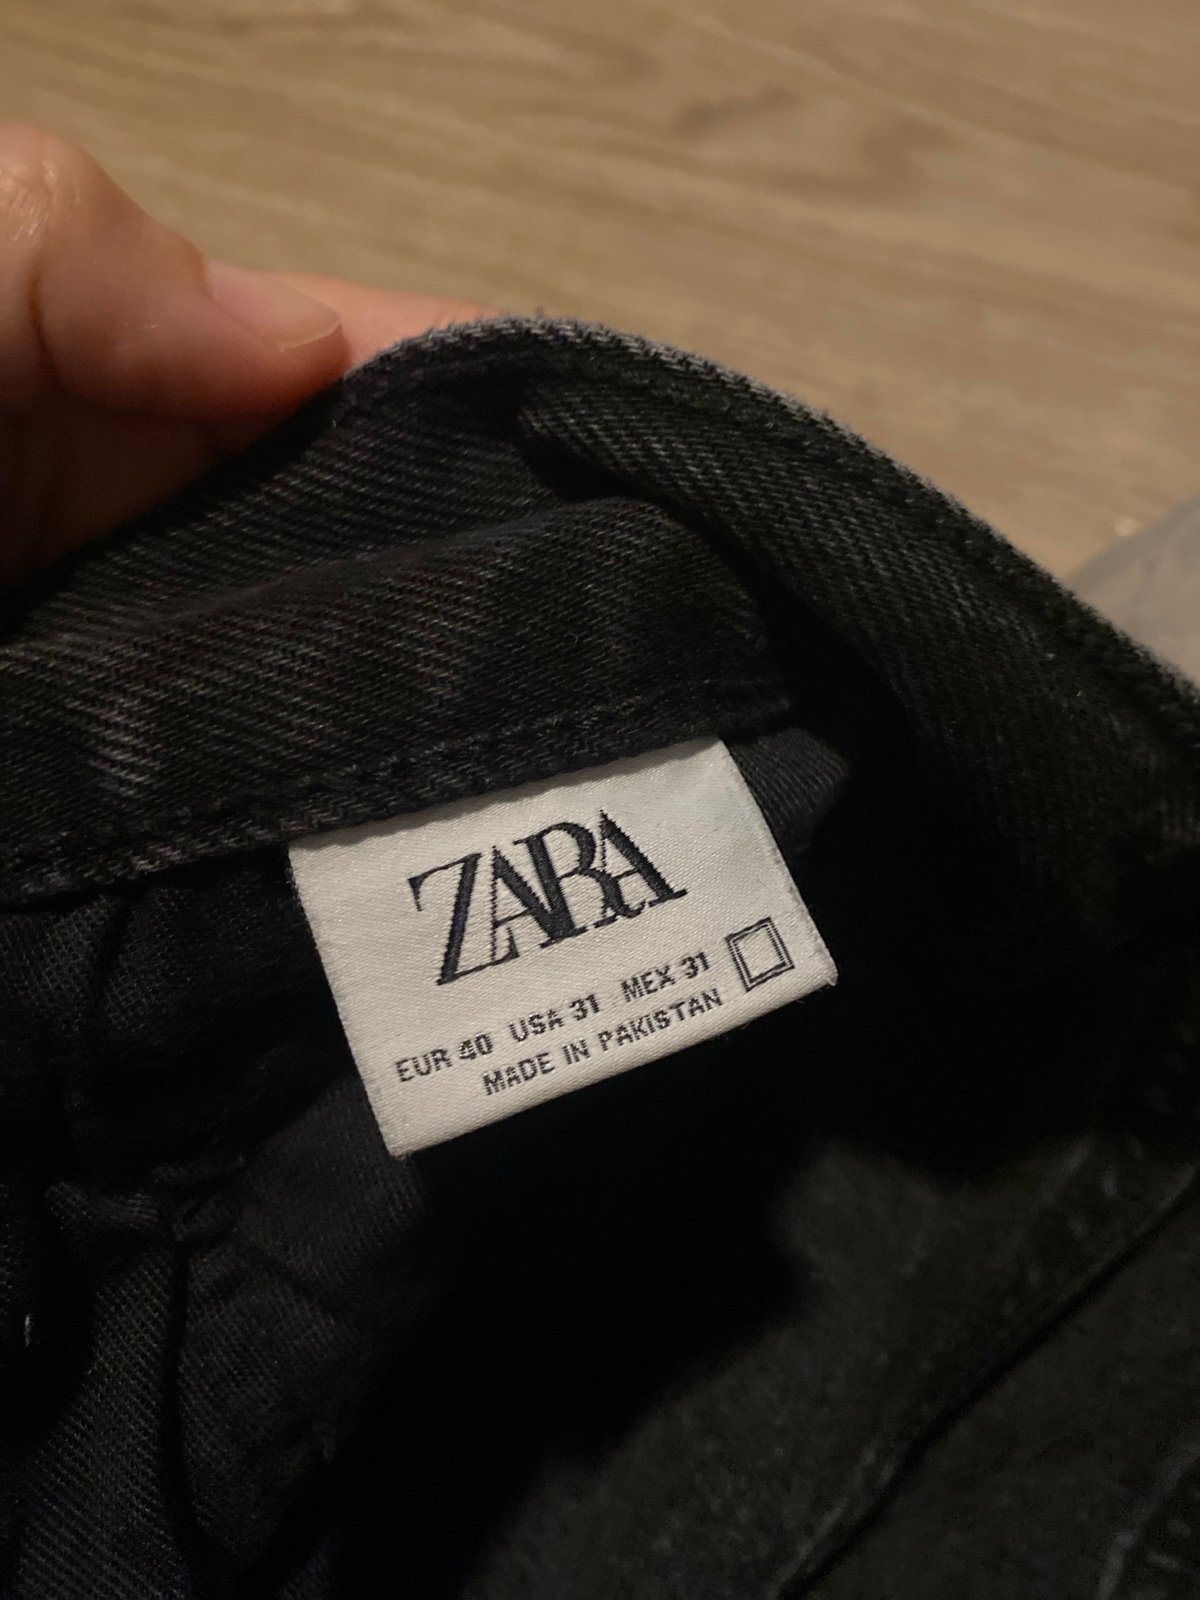 ZARA
EUR 40 USA 31 MEX 31
MADE IN PAKISTAN